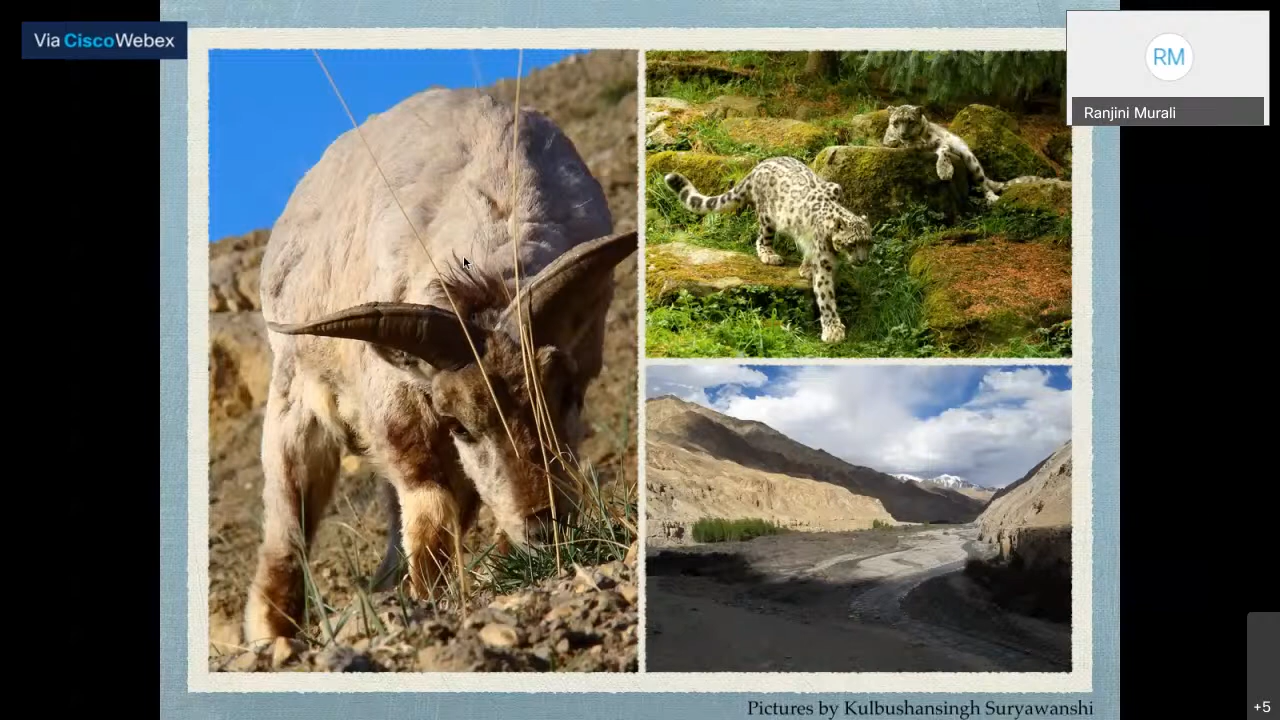 Via CiscoWebex
RM
Ranjini Murali
Pictures by Kulbushansingh Suryawanshi
+5